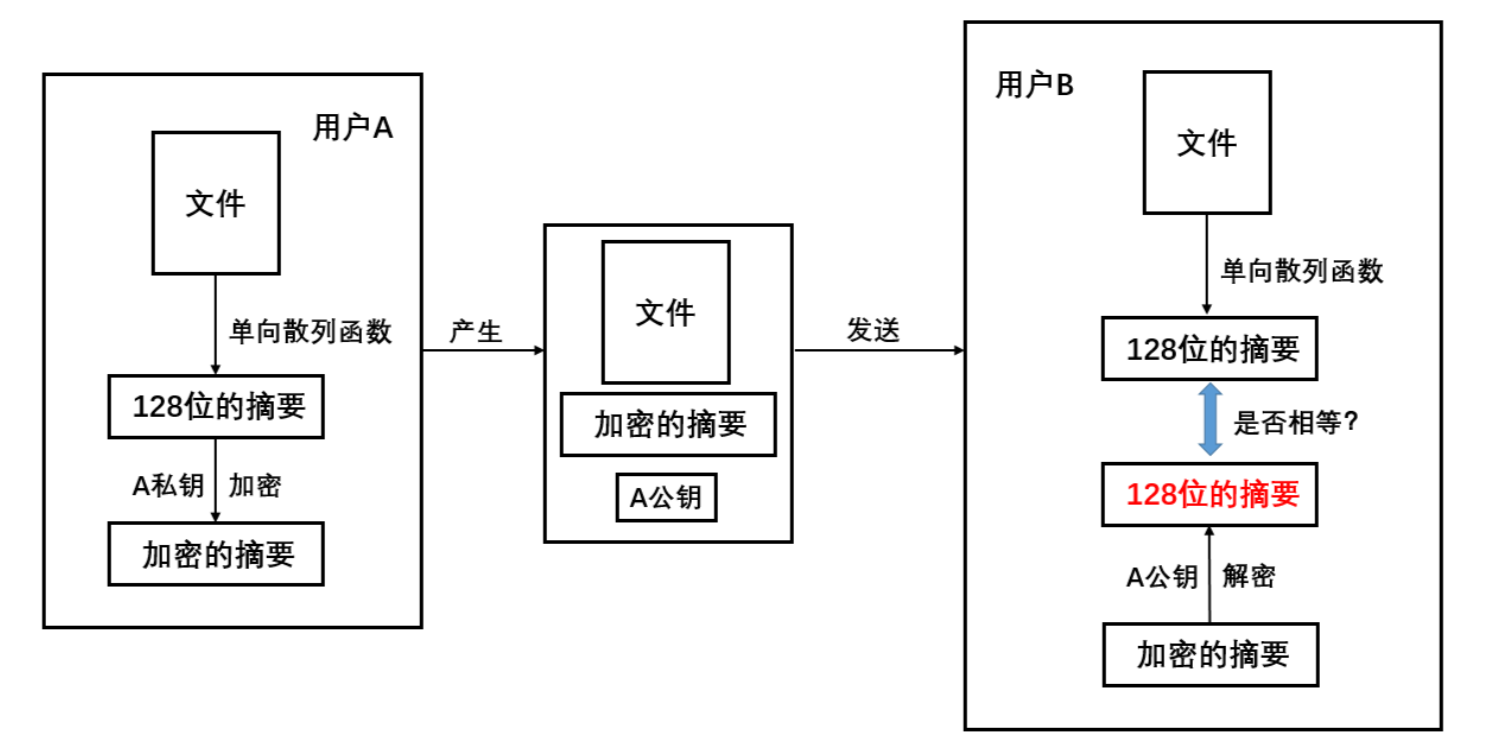 用户A
文件
单向散列函数
128位的摘要
A私钥 加密
加密的摘要
产生
文件
加密的摘要
A公钥
发送
用户B
文件
单向散列函数
128位的摘要
是否相等?
128位的摘要
A公钥 解密
加密的摘要